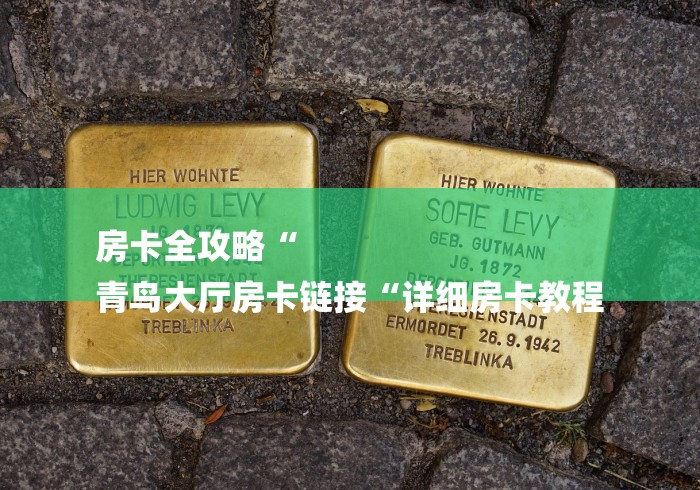 HIER WOHNTE
LUDWIG LEVY
THERESIENSTADT
TREBLINKA
HIER WOHNTE
SOFIE LEVY
GEB. GUTMANN
JG. 1872
ERMORDET 26.9.1942
TREBLINKA
房卡全攻略“
青鸟大厅房卡链接“详细房卡教程